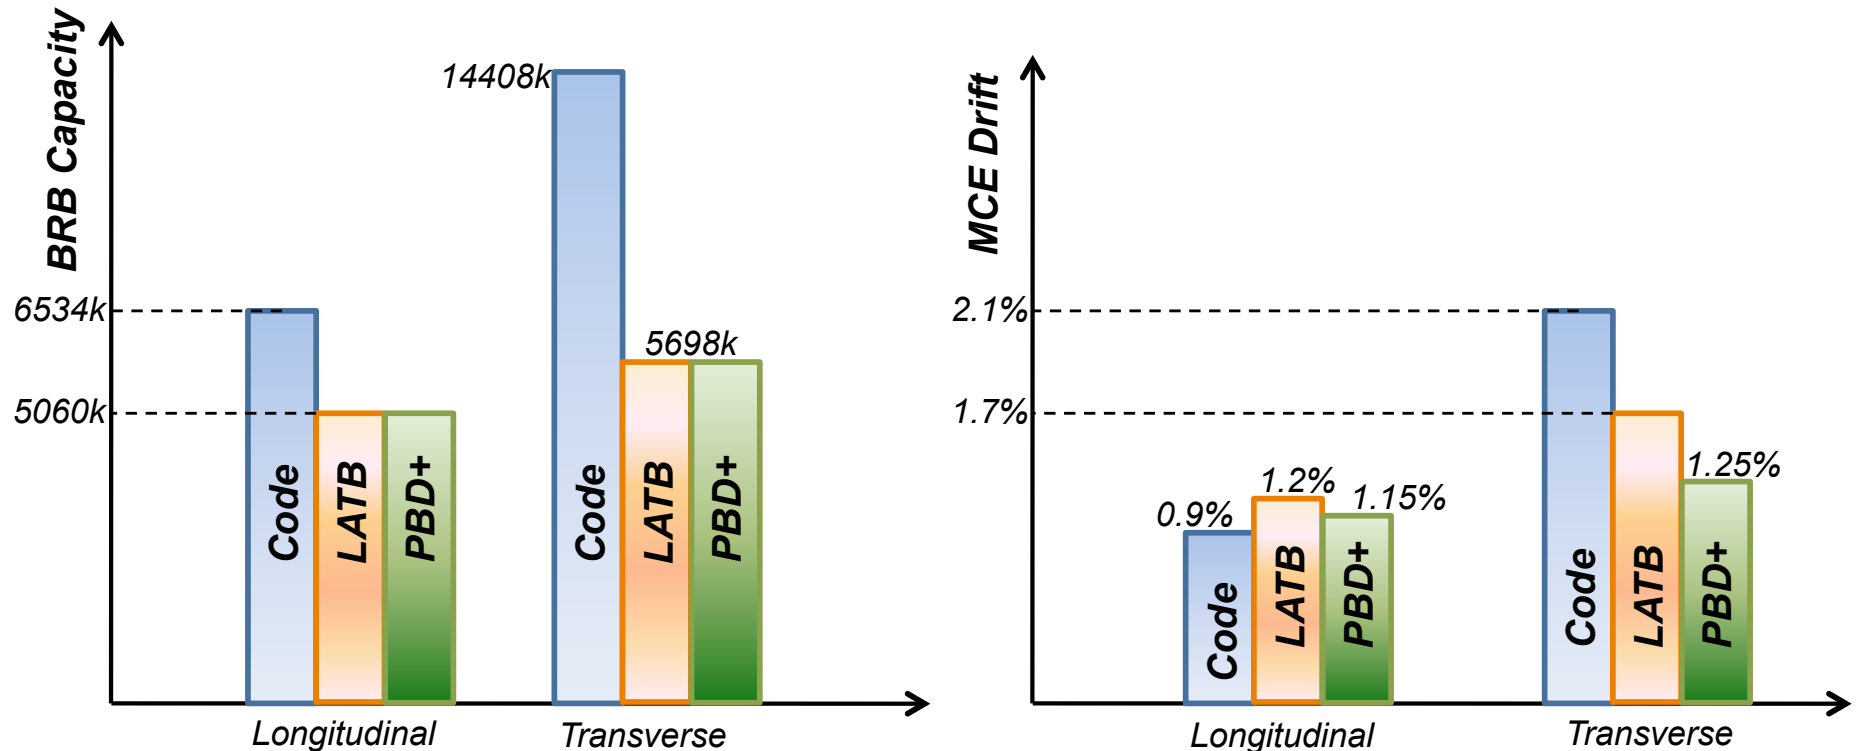 BRB Capacity
14408k
6534k
5698k
5060k
Code
LATB
PBD+
Code
LATB
PBD+
Longitudinal
Transverse
MCE Drift
2.1%
1.7%
1.25%
1.2%
1.15%
0.9%
Code
LATB
PBD+
Code
LATB
PBD+
Longitudinal
Transverse